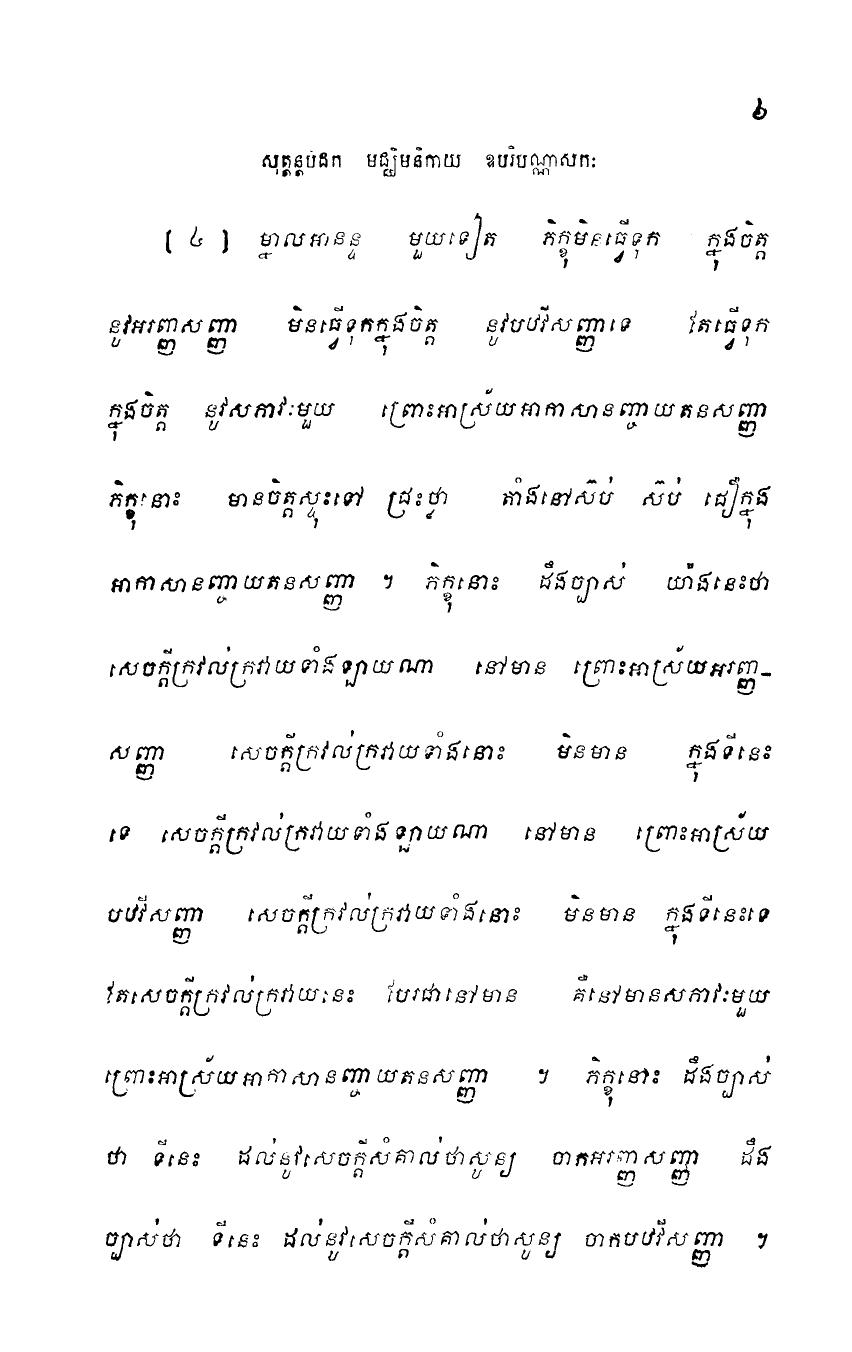 ៦
សុត្តន្តបិដក មជ្ឈិមនិកាយ ឧបរិបណ្ណាសកៈ
[ ៤ ] ម្នាលអានន្ទ មួយទៀត ភិក្ខុមិនធ្វើទុក ក្នុងចិត្ត
នូវអរញ្ញសញ្ញា មិនធ្វើទុកក្នុងចិត្ត នូវបឋវីសញ្ញាទេ តែធ្វើទុក
ក្នុងចិត្ត នូវសភាវៈមួយ ព្រោះអាស្រ័យអាកាសានញ្ចាយតនសញ្ញា
ភិក្ខុនោះ មានចិត្តស្ទុះទៅ ជ្រះថ្លា តាំងនៅស៊ប់ ស៊ប់ ជឿក្នុង
អាកាសានញ្ចាយតនសញ្ញា ។ ភិក្ខុនោះ ដឹងច្បាស់ យ៉ាងនេះថា
សេចក្តីក្រវល់ក្រវាយទាំងឡាយណា នៅមាន ព្រោះអាស្រ័យអរញ្ញ-
សញ្ញា សេចក្តីក្រវល់ក្រវាយទាំងនោះ មិនមាន ក្នុងទីនេះ
ទេ សេចក្តីក្រវល់ក្រវាយទាំងឡាយណា នៅមាន ព្រោះអាស្រ័យ
បឋវីសញ្ញា សេចក្តីក្រវល់ក្រវាយទាំងនោះ មិនមាន ក្នុងទីនេះទេ
តែសេចក្តីក្រវល់ក្រវាយនេះ បែរជានៅមាន គឺនៅមានសភាវៈមួយ
ព្រោះអាស្រ័យអាកាសានញ្ចាយតនសញ្ញា ។ ភិក្ខុនោះ ដឹងច្បាស់
ថា ទីនេះ ដល់នូវសេចក្តីសំគាល់ថាសូន្យ ចាកអរញ្ញសញ្ញា ដឹង
ច្បាស់ថា ទីនេះ ដល់នូវសេចក្តីសំគាល់ថាសូន្យ ចាកបឋវីសញ្ញា ។